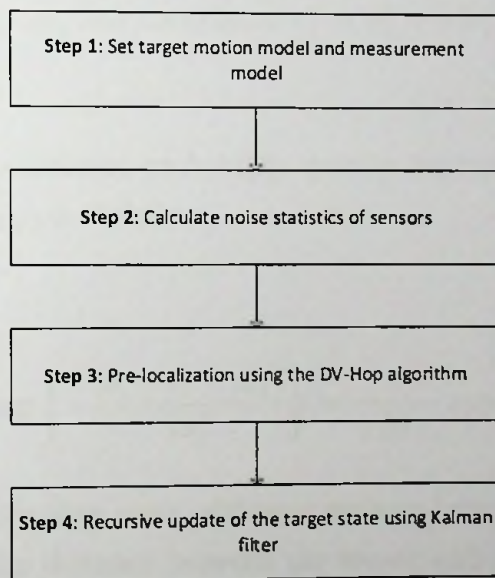 Step 1: Set target motion model and measurement
model
Step 2: Calculate noise statistics of sensors
Step 3: Pre-localization using the DV-Hop algorithm
Step 4: Recursive update of the target state using Kalman
filter